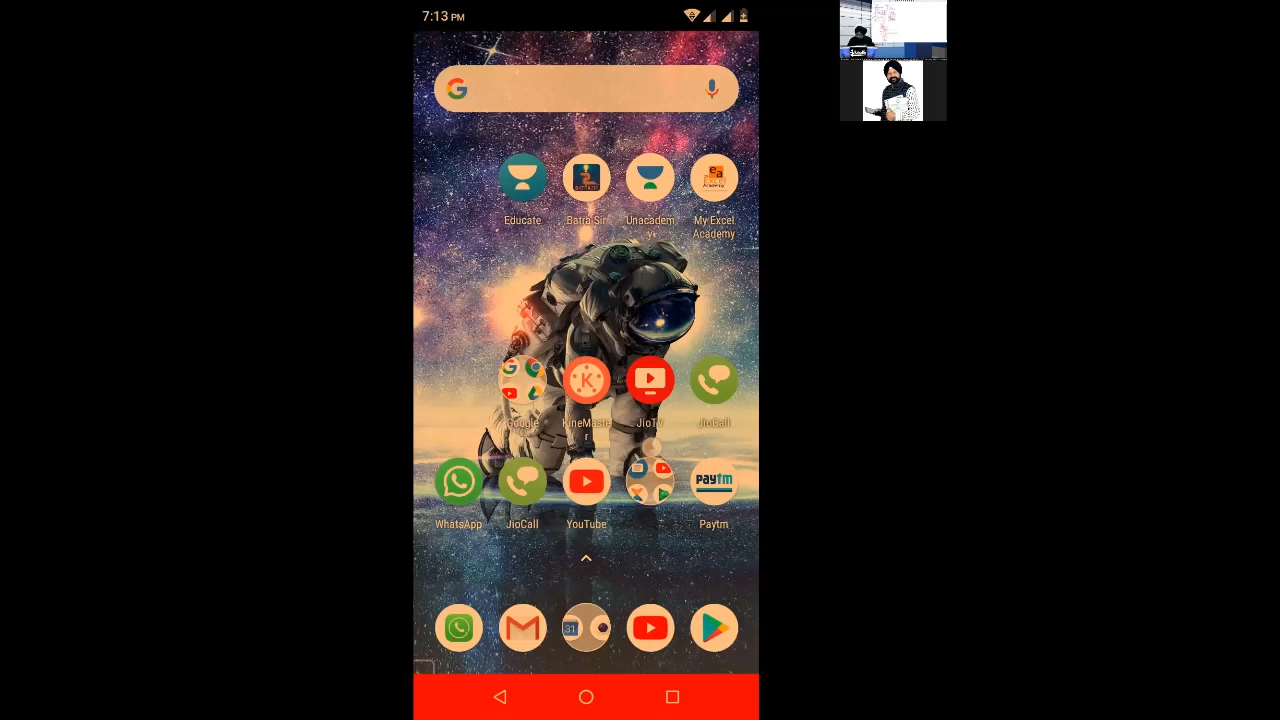 7:13 PM
Educate
Batra Sir
Unacadem
y
My Excel
Academy
Google
KineMaste
r
JioTV
JioCall
WhatsApp
JioCall
YouTube
paytm
Paytm
31